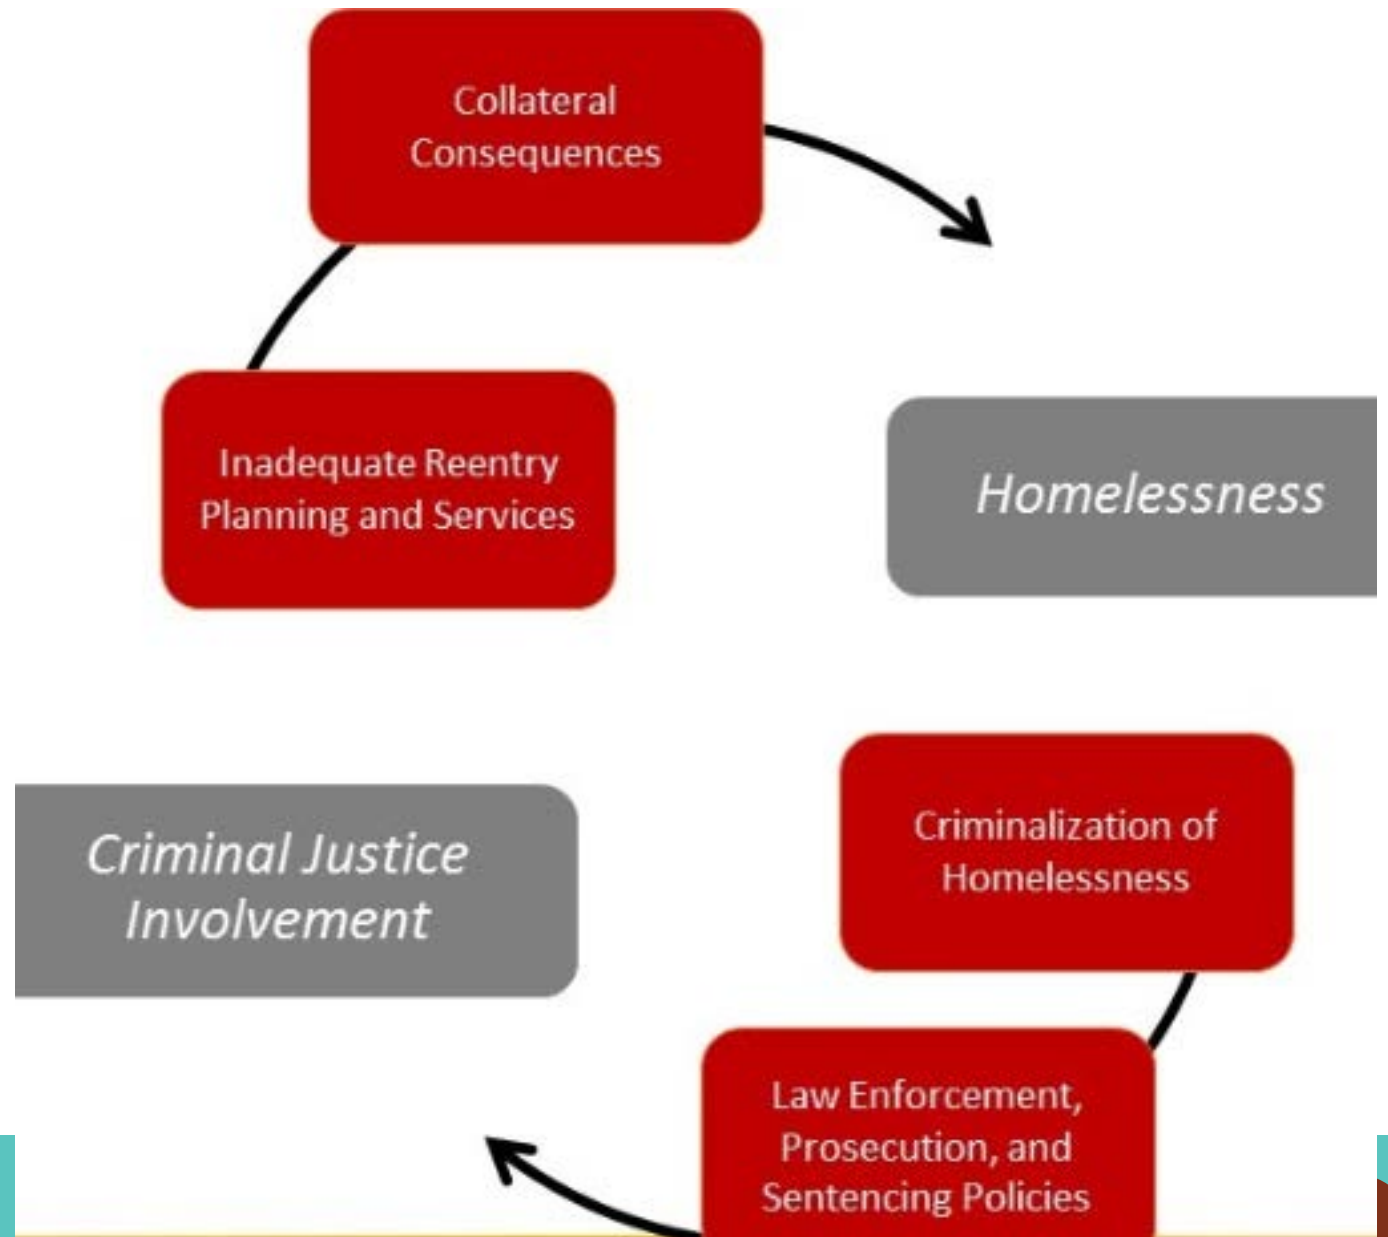 Collateral
Consequences
Inadequate Reentry
Planning and Services
Homelessness
Criminal Justice
Involvement
Criminalization of
Homelessness
Law Enforcement,
Prosecution, and
Sentencing Policies